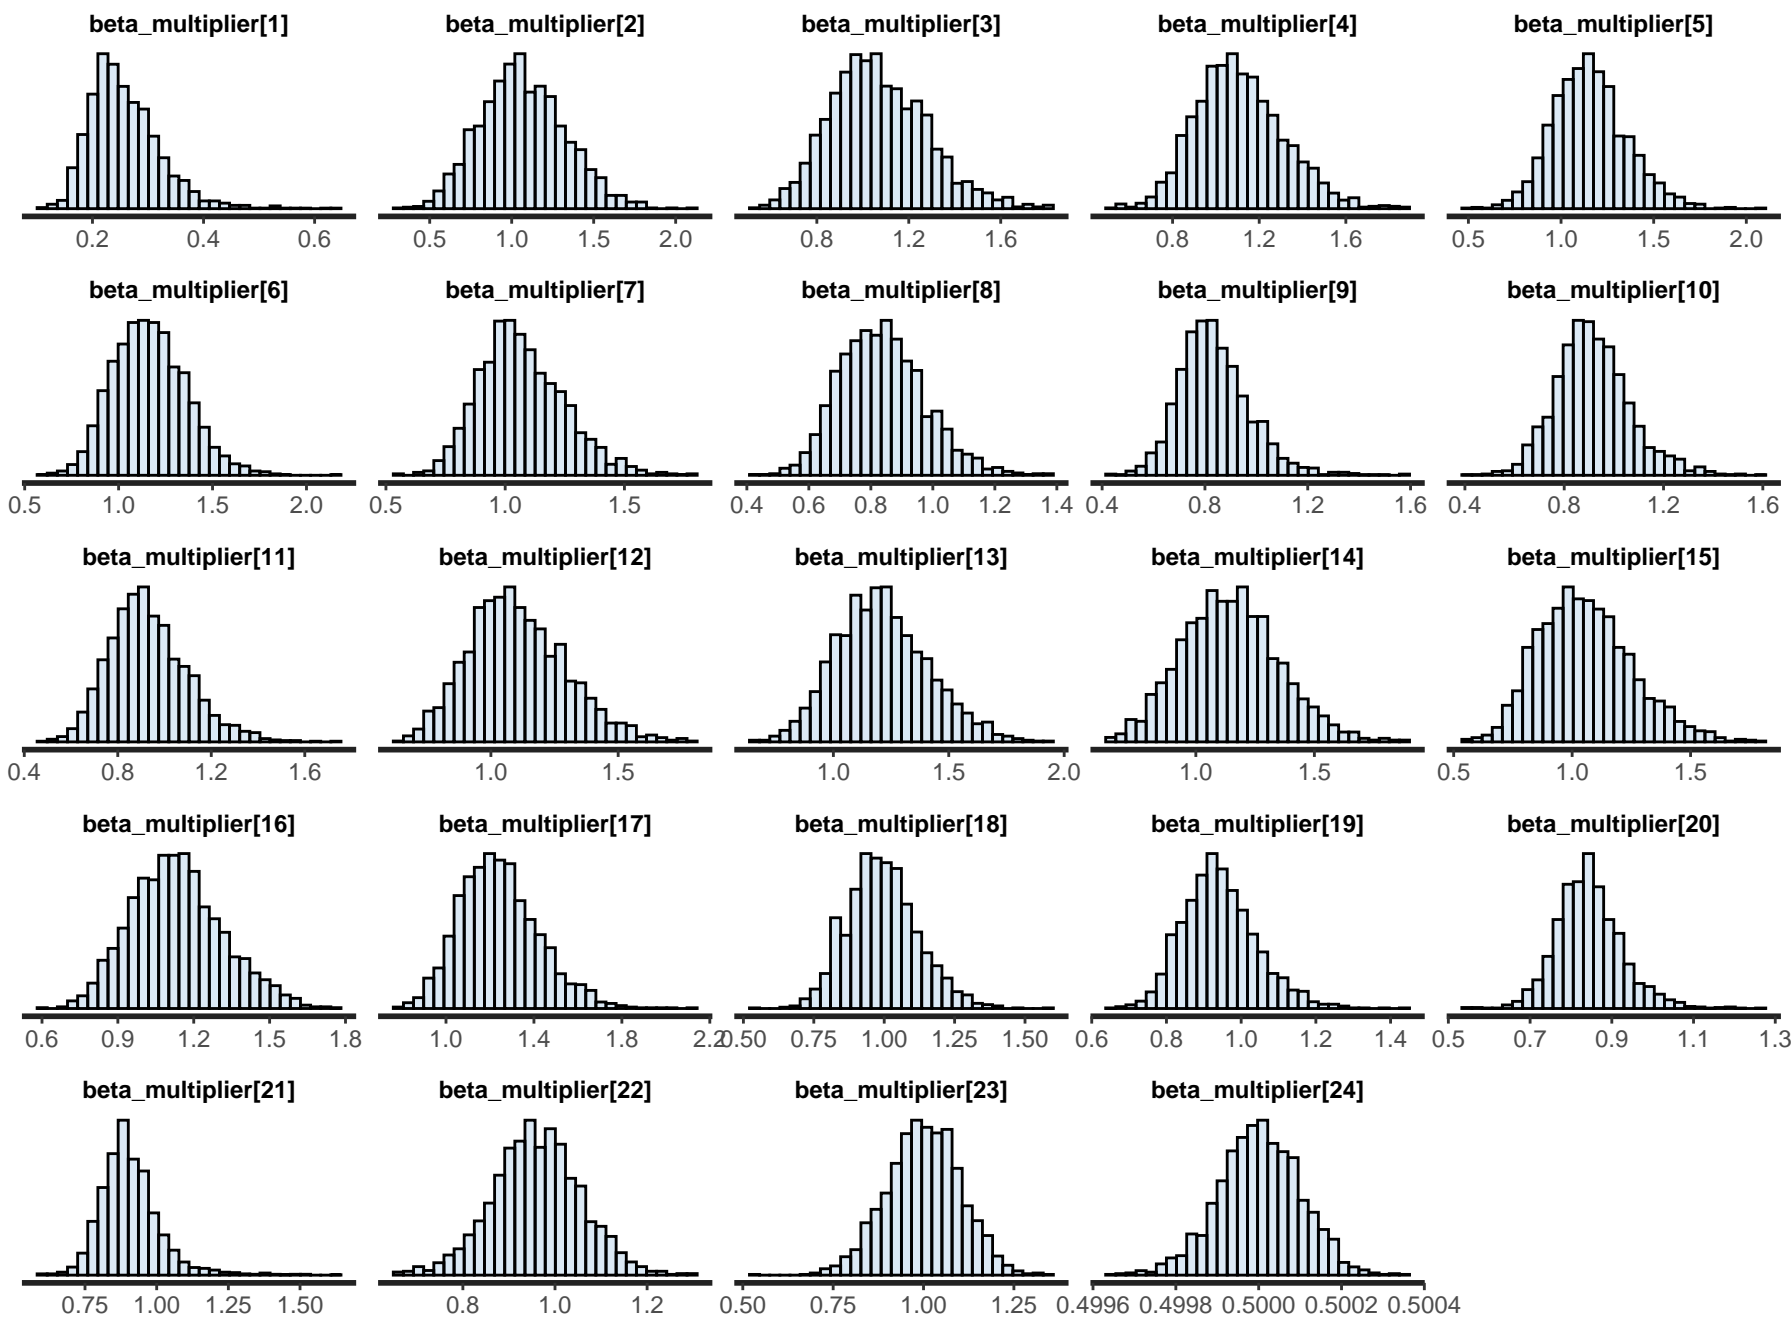 beta_multiplier[1] beta_multiplier[2] beta_multiplier[3] beta_multiplier[4] beta_multiplier[5]
0.2 0.4 0.6 0.5 1.0 1.5 2.0 0.8 1.2 1.6 0.8 1.2 1.6 0.5 1.0 1.5 2.0
beta_multiplier[6] beta_multiplier[7] beta_multiplier[8] beta_multiplier[9] beta_multiplier[10]
0.5 1.0 1.5 2.0 0.5 1.0 1.5 0.4 0.6 0.8 1.0 1.2 1.4 0.4 0.8 1.2 1.6 0.4 0.8 1.2 1.6
beta_multiplier[11] beta_multiplier[12] beta_multiplier[13] beta_multiplier[14] beta_multiplier[15]
0.4 0.8 1.2 1.6 1.0 1.5 1.0 1.5 2.0 1.0 1.5 0.5 1.0 1.5
beta_multiplier[16] beta_multiplier[17] beta_multiplier[18] beta_multiplier[19] beta_multiplier[20]
0.6 0.9 1.2 1.5 1.8 1.0 1.4 1.8 2.2 0.50 0.75 1.00 1.25 1.50 0.6 0.8 1.0 1.2 1.4 0.5 0.7 0.9 1.1 1.3
beta_multiplier[21] beta_multiplier[22] beta_multiplier[23] beta_multiplier[24]
0.75 1.00 1.25 1.50 0.8 1.0 1.2 0.50 0.75 1.00 1.25 0.4996 0.4998 0.5000 0.5002 0.5004